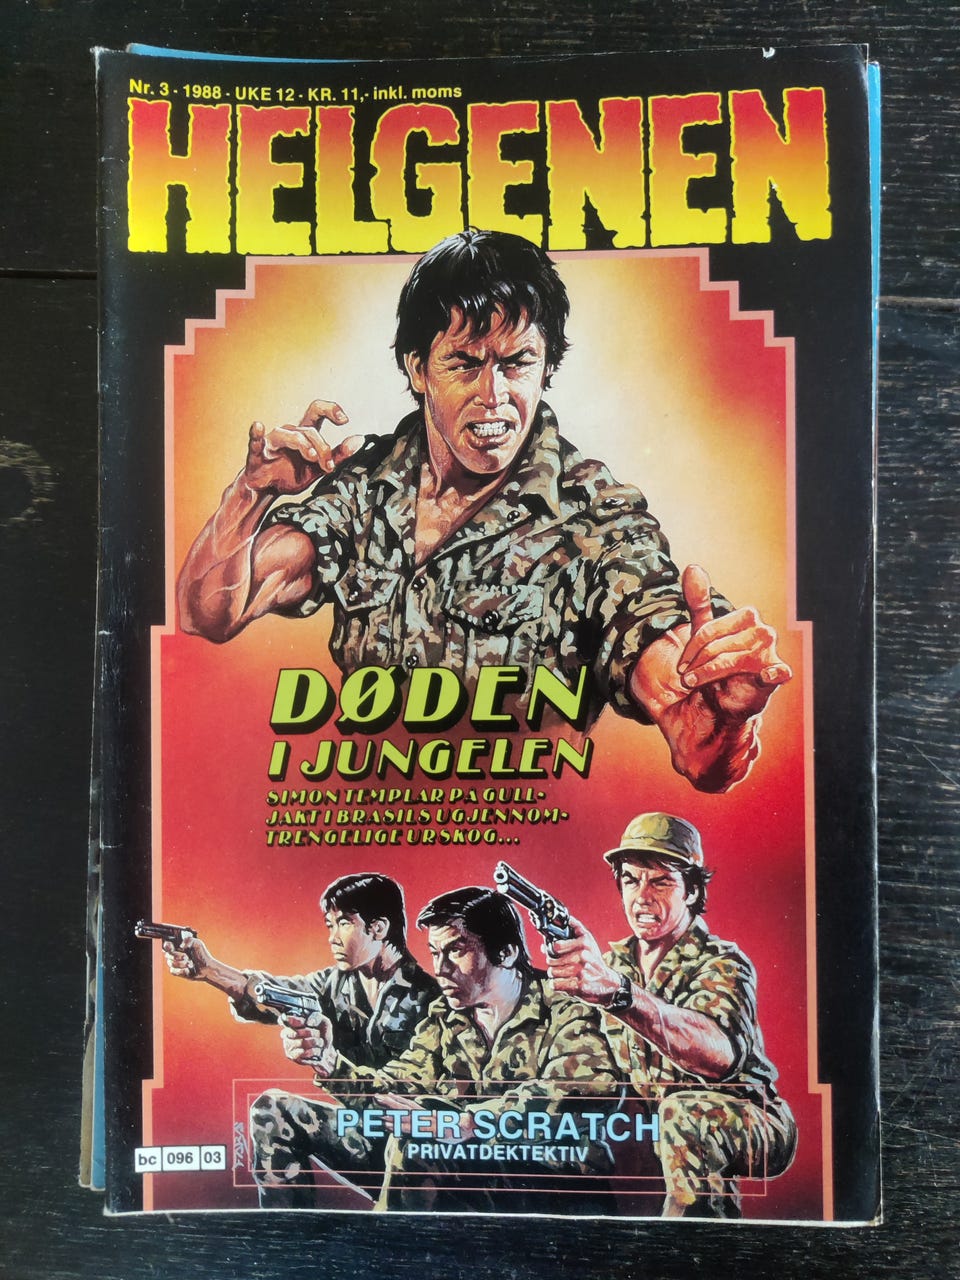 Nr. 3 - 1988 - UKE 12 - KR. 11,- inkl. moms
HELGENEN
DØDEN
I JUNGELEN
SIMON TEMPLAR PÅ GULL-
JAKT I BRASILS UGJENNOM-
TRENGELIGE URSKOG...
PETER SCRATCH
PRIVATDEKTEKTIV
bc 096 03